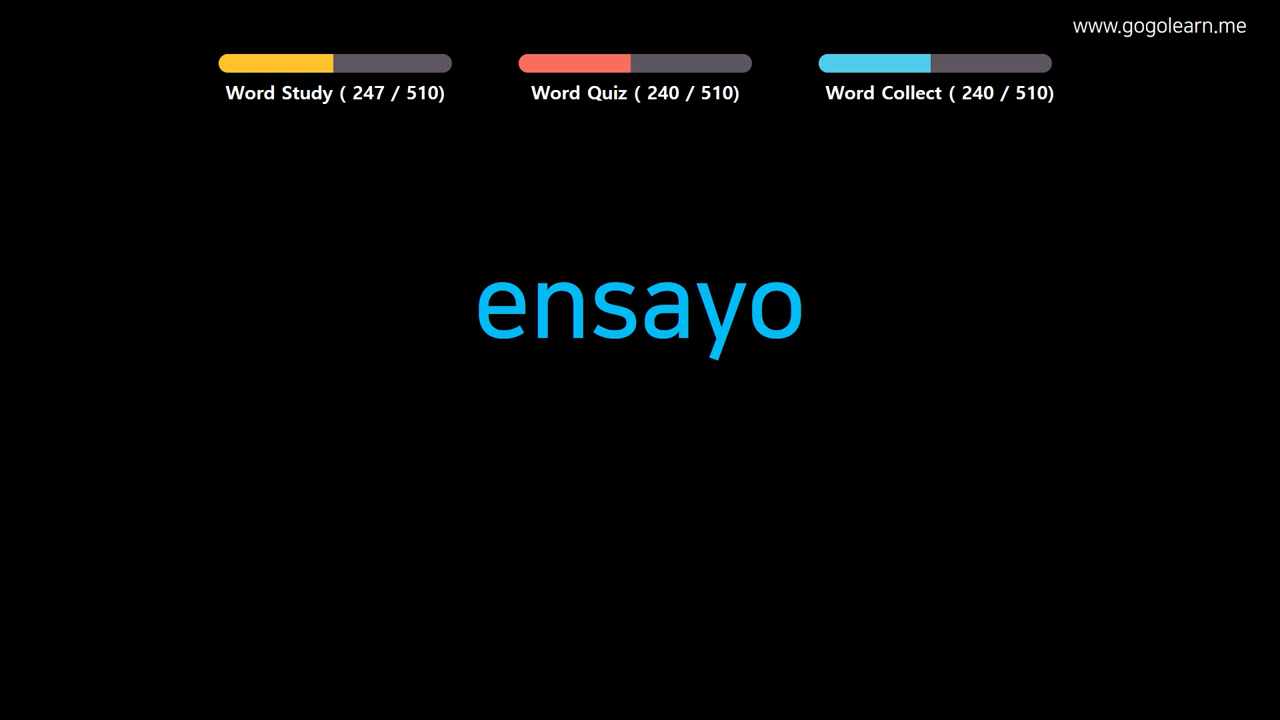 www.gogolearn.me
Word Study ( 247 / 510)
Word Quiz ( 240 / 510)
Word Collect ( 240 / 510)
ensayo